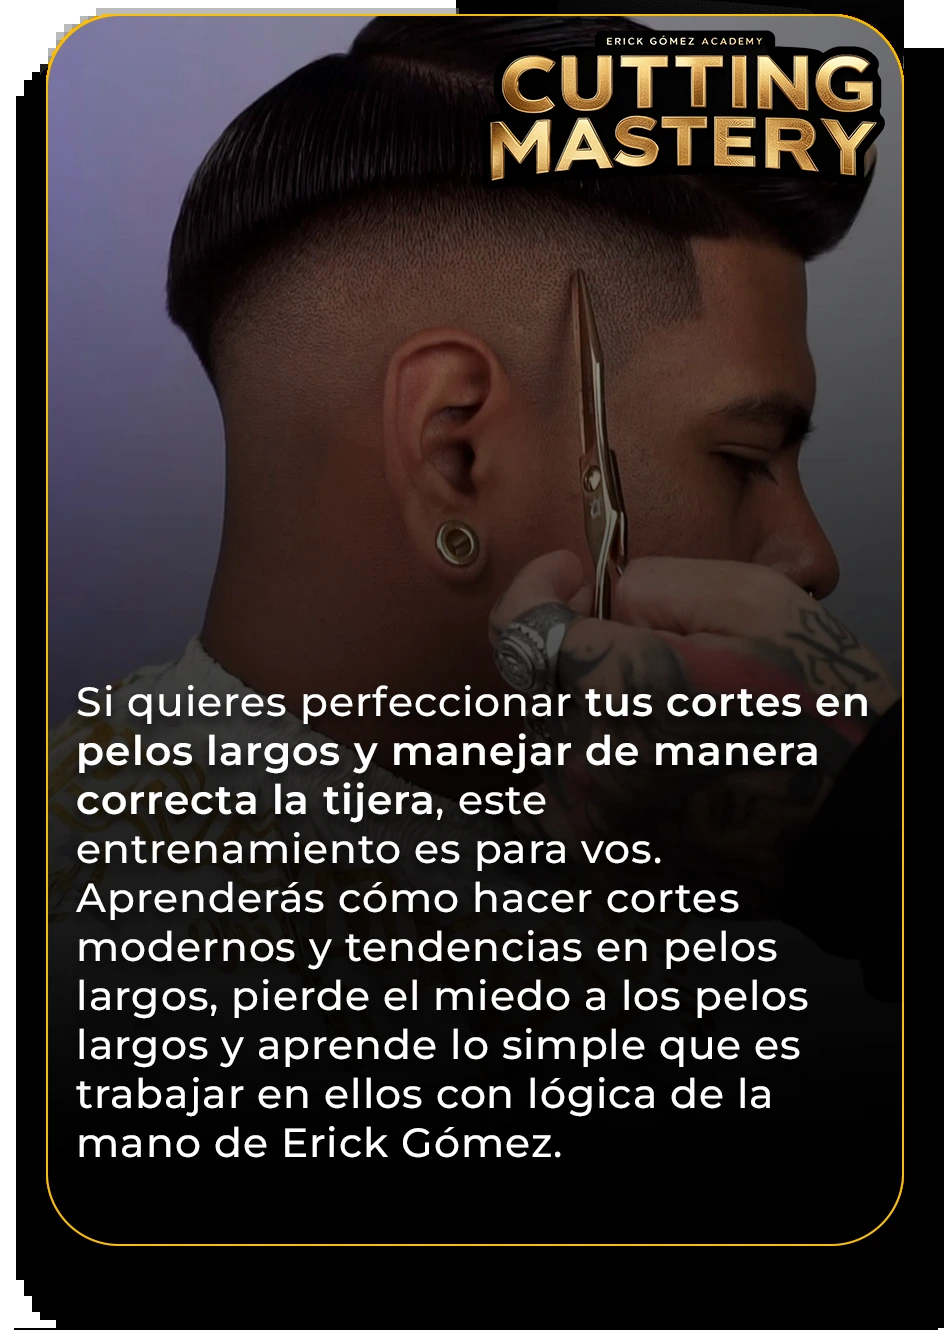 ERICK GÓMEZ ACADEMY
CUTTING
MASTERY
Si quieres perfeccionar tus cortes en
pelos largos y manejar de manera
correcta la tijera, este
entrenamiento es para vos.
Aprenderás cómo hacer cortes
modernos y tendencias en pelos
largos, pierde el miedo a los pelos
largos y aprende lo simple que es
trabajar en ellos con lógica de la
mano de Erick Gómez.